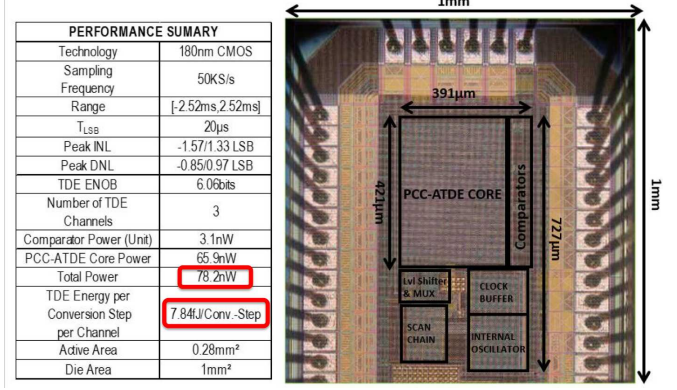 PERFORMANCE SUMARY
Technology 180nm CMOS
Sampling
Frequency 50KS/s
Range [-2.52ms,2.52ms]
TLSB 20µs
Peak INL -1.57/1.33 LSB
Peak DNL -0.85/0.97 LSB
TDE ENOB 6.06bits
Number of TDE
Channels 3
Comparator Power (Unit) 3.1nW
PCC-ATDE Core Power 65.9nW
Total Power 78.2nW
TDE Energy per
Conversion Step
per Channel 7.84fJ/Conv.-Step
Active Area 0.28mm²
Die Area 1mm²
1mm
391µm
421µm
PCC-ATDE CORE
Comparators
727µm
1mm
Lvl Shifter
& MUX
CLOCK
BUFFER
SCAN
CHAIN
INTERNAL
OSCILLATOR